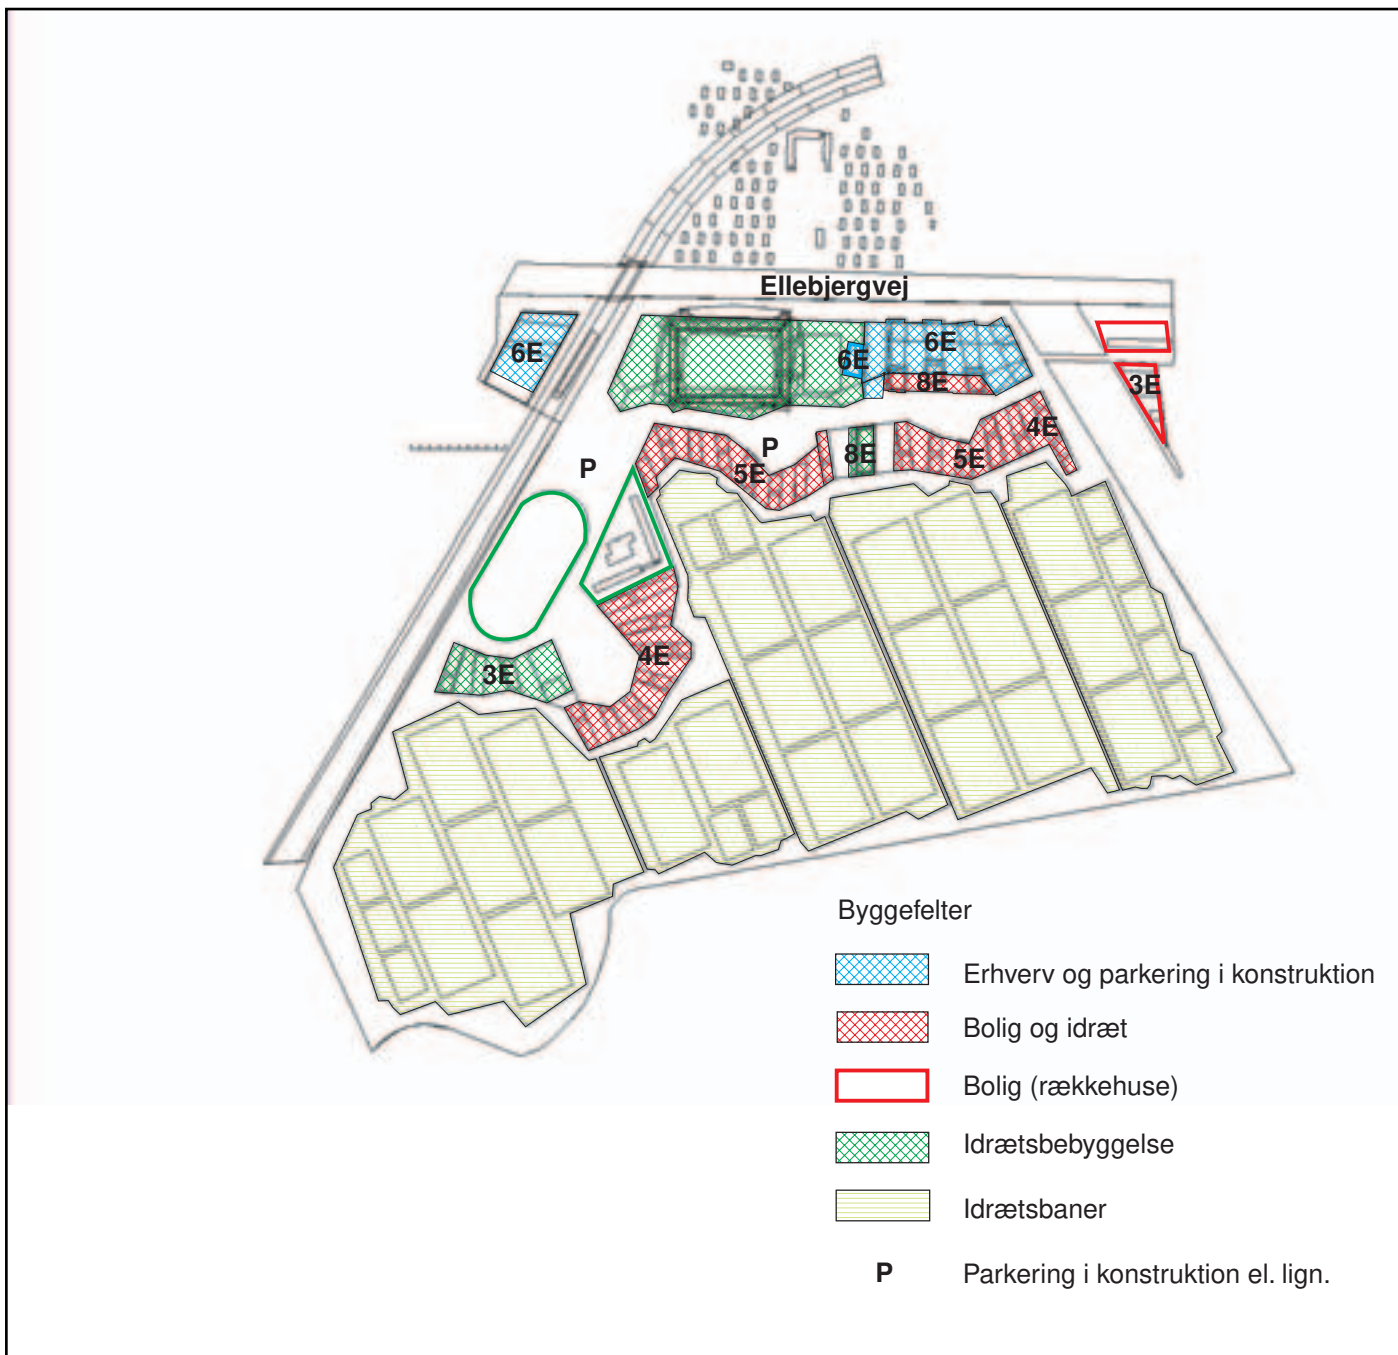 Ellebjergvej
6E
6E
6E
8E
3E
4E
P
8E
5E
P
5E
4E
3E
Byggefelter
Erhverv og parkering i konstruktion
Bolig og idræt
Bolig (rækkehuse)
Idrætsbebyggelse
Idrætsbaner
P Parkering i konstruktion el. lign.